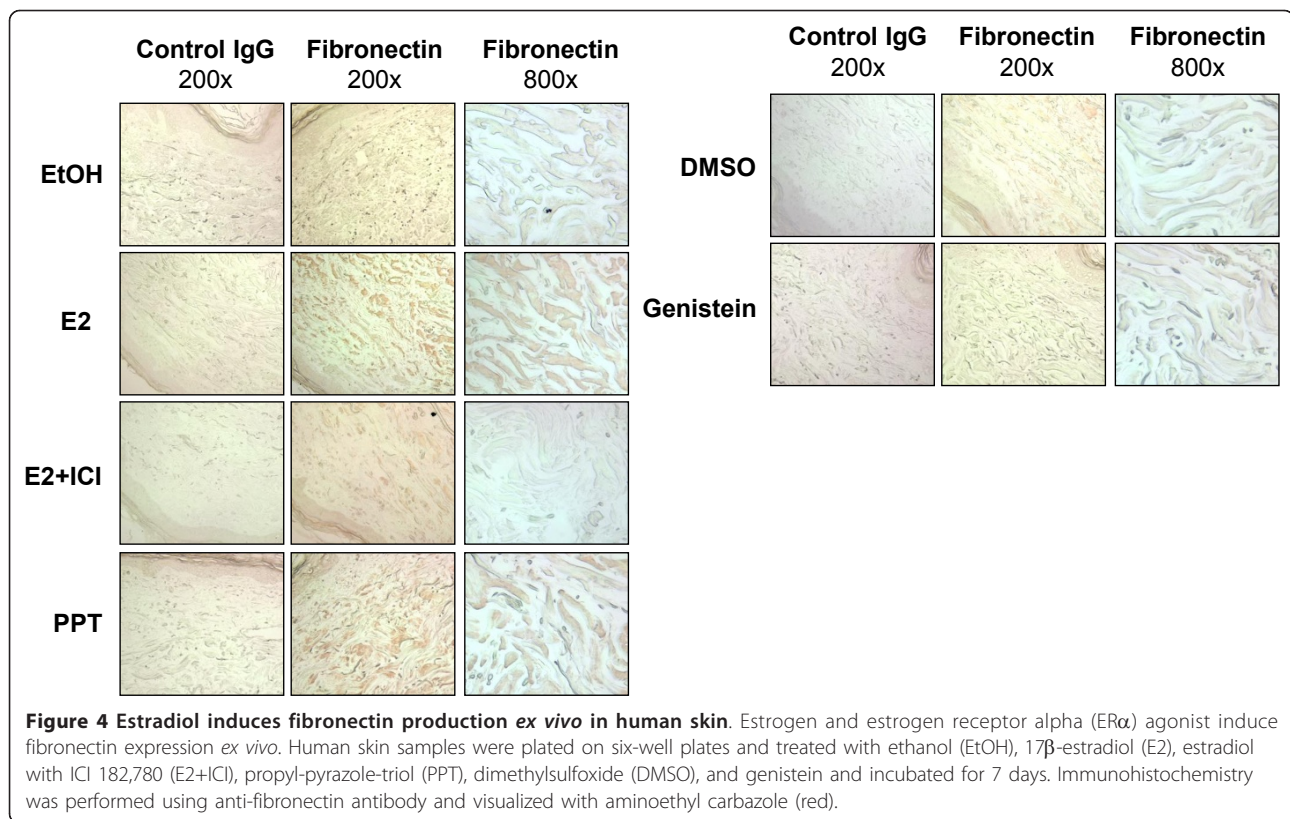 Control IgG Fibronectin Fibronectin
200x 200x 800x
EtOH
E2
E2+ICI
PPT
Control IgG Fibronectin Fibronectin
200x 200x 800x
DMSO
Genistein
Figure 4 Estradiol induces fibronectin production ex vivo in human skin. Estrogen and estrogen receptor alpha (ERα) agonist induce
fibronectin expression ex vivo. Human skin samples were plated on six-well plates and treated with ethanol (EtOH), 17β-estradiol (E2), estradiol
with ICI 182,780 (E2+ICI), propyl-pyrazole-triol (PPT), dimethylsulfoxide (DMSO), and genistein and incubated for 7 days. Immunohistochemistry
was performed using anti-fibronectin antibody and visualized with aminoethyl carbazole (red).